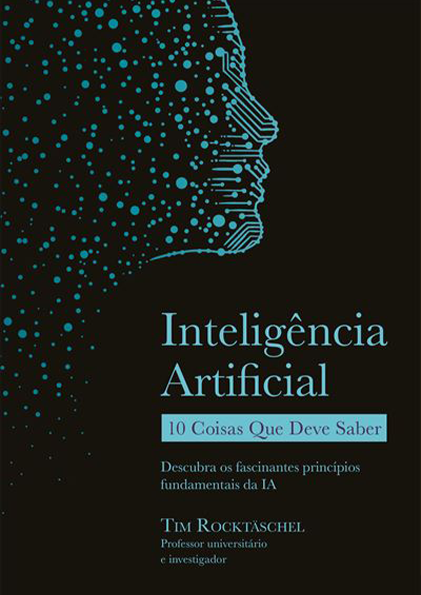 Inteligência
Artificial
10 Coisas Que Deve Saber
Descubra os fascinantes princípios
fundamentais da IA
TIM ROCKTÄSCHEL
Professor universitário
e investigador